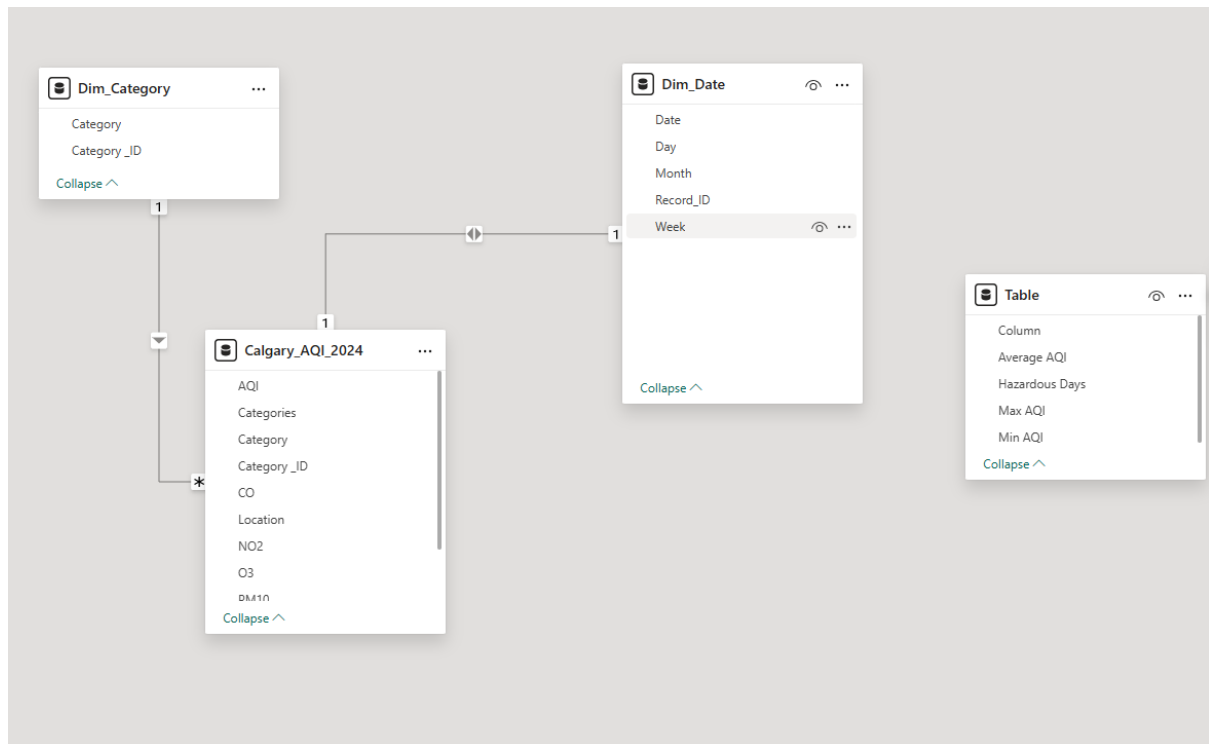 Dim_Category
Category
Category _ID
Collapse
1
Dim_Date
Date
Day
Month
Record_ID
Week
Collapse
1
1
Calgary_AQI_2024
AQI
Categories
Category
Category _ID
CO
Location
NO2
O3
PM10
Collapse
*
Table
Column
Average AQI
Hazardous Days
Max AQI
Min AQI
Collapse